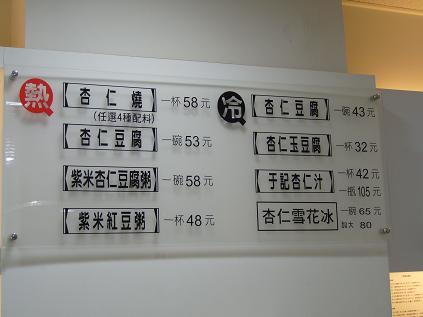 熱
杏仁燒 一杯58元
(任選4種配料)
杏仁豆腐 一碗53元
紫米杏仁豆腐粥 一碗58元
紫米紅豆粥 一杯48元
冷
杏仁豆腐 一碗43元
杏仁玉豆腐 一杯32元
于記杏仁汁 一杯42元
一瓶105元
杏仁雪花冰 一碗65元
加大 80